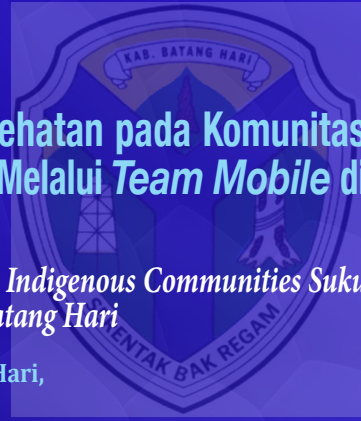 KAB. BATANG HARI
ehatan pada Komunitas
Melalui Team Mobile di
Indigenous Communities Suku
atang Hari
SERENTAK BAK REGAM
Hari,